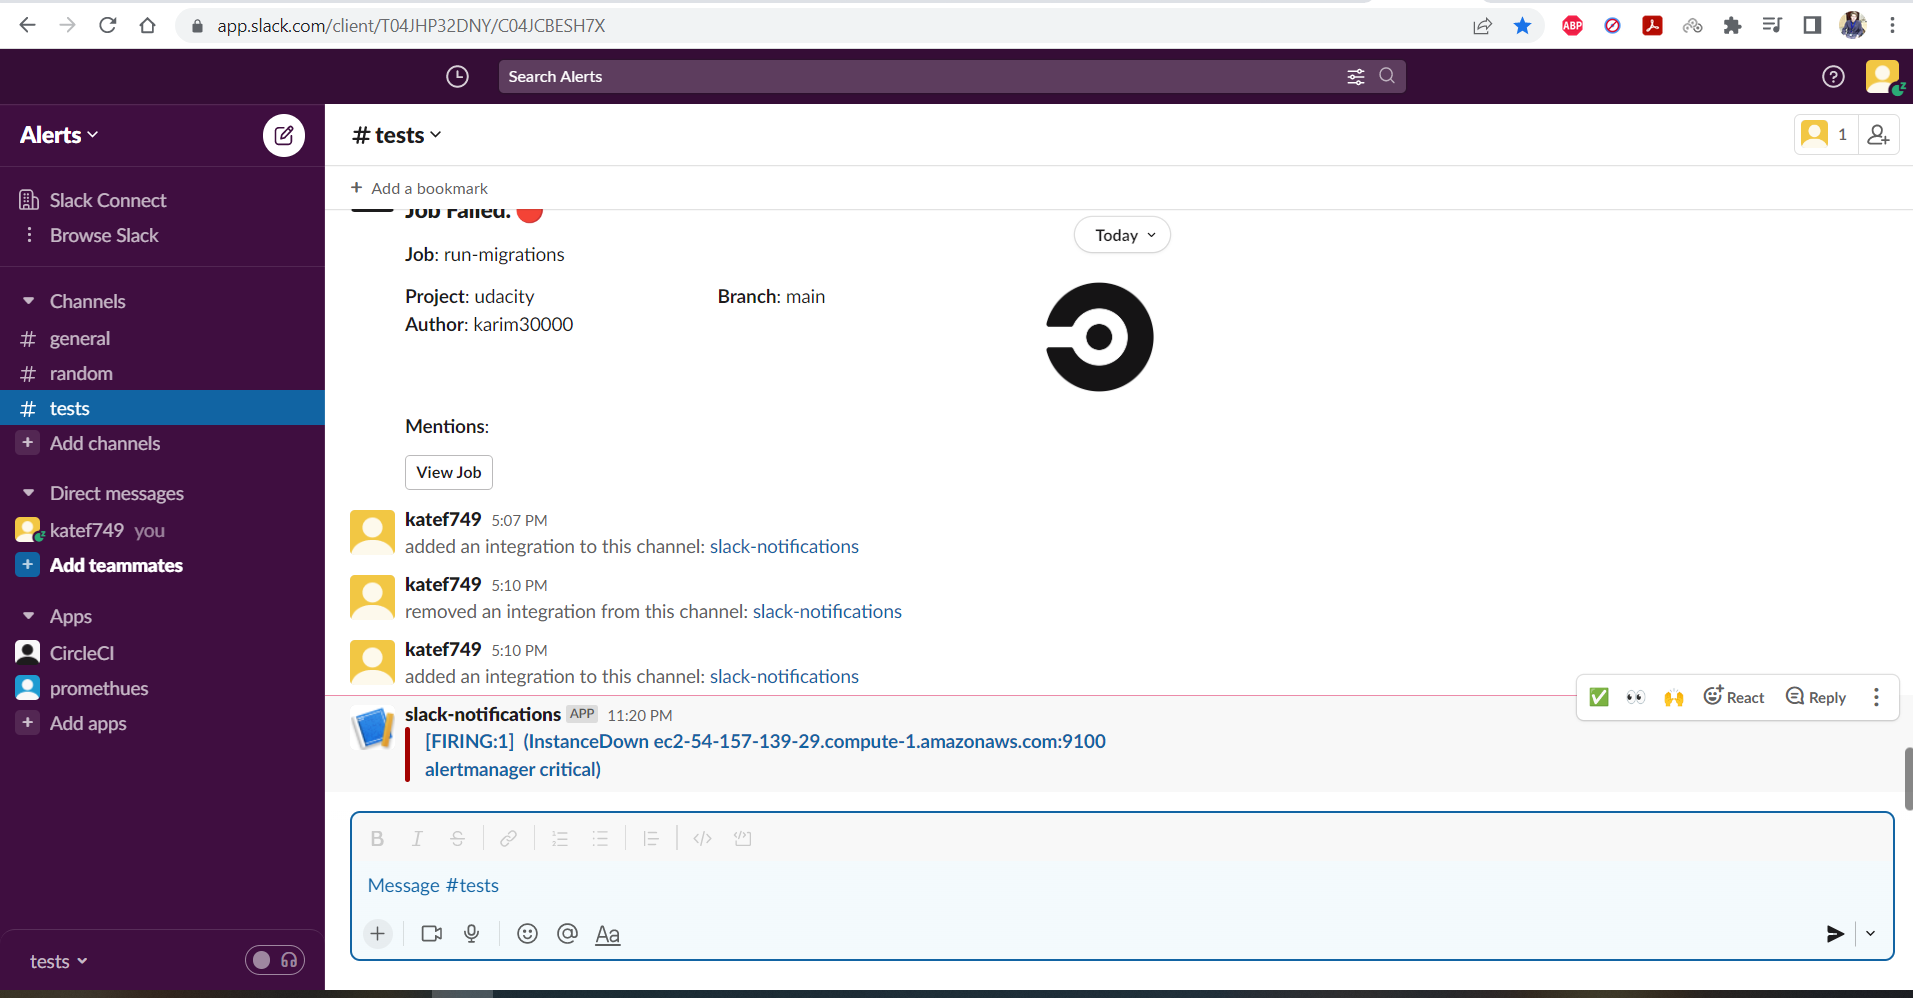 app.slack.com/client/T04JHP32DNY/C04JCBESH7X
ABP
Search Alerts
Alerts
# tests
1
Slack Connect
Browse Slack
Channels
# general
# random
# tests
+ Add channels
Direct messages
katef749 you
+ Add teammates
Apps
CircleCI
promethues
+ Add apps
tests
+ Add a bookmark
Job Failed.
Today
Job: run-migrations
Project: udacity
Branch: main
Author: karim30000
Mentions:
View Job
katef749 5:07 PM
added an integration to this channel: slack-notifications
katef749 5:10 PM
removed an integration from this channel: slack-notifications
katef749 5:10 PM
added an integration to this channel: slack-notifications
React Reply
slack-notifications APP 11:20 PM
[FIRING:1] (InstanceDown ec2-54-157-139-29.compute-1.amazonaws.com:9100
alertmanager critical)
B I S
Message #tests
+ @ Aa